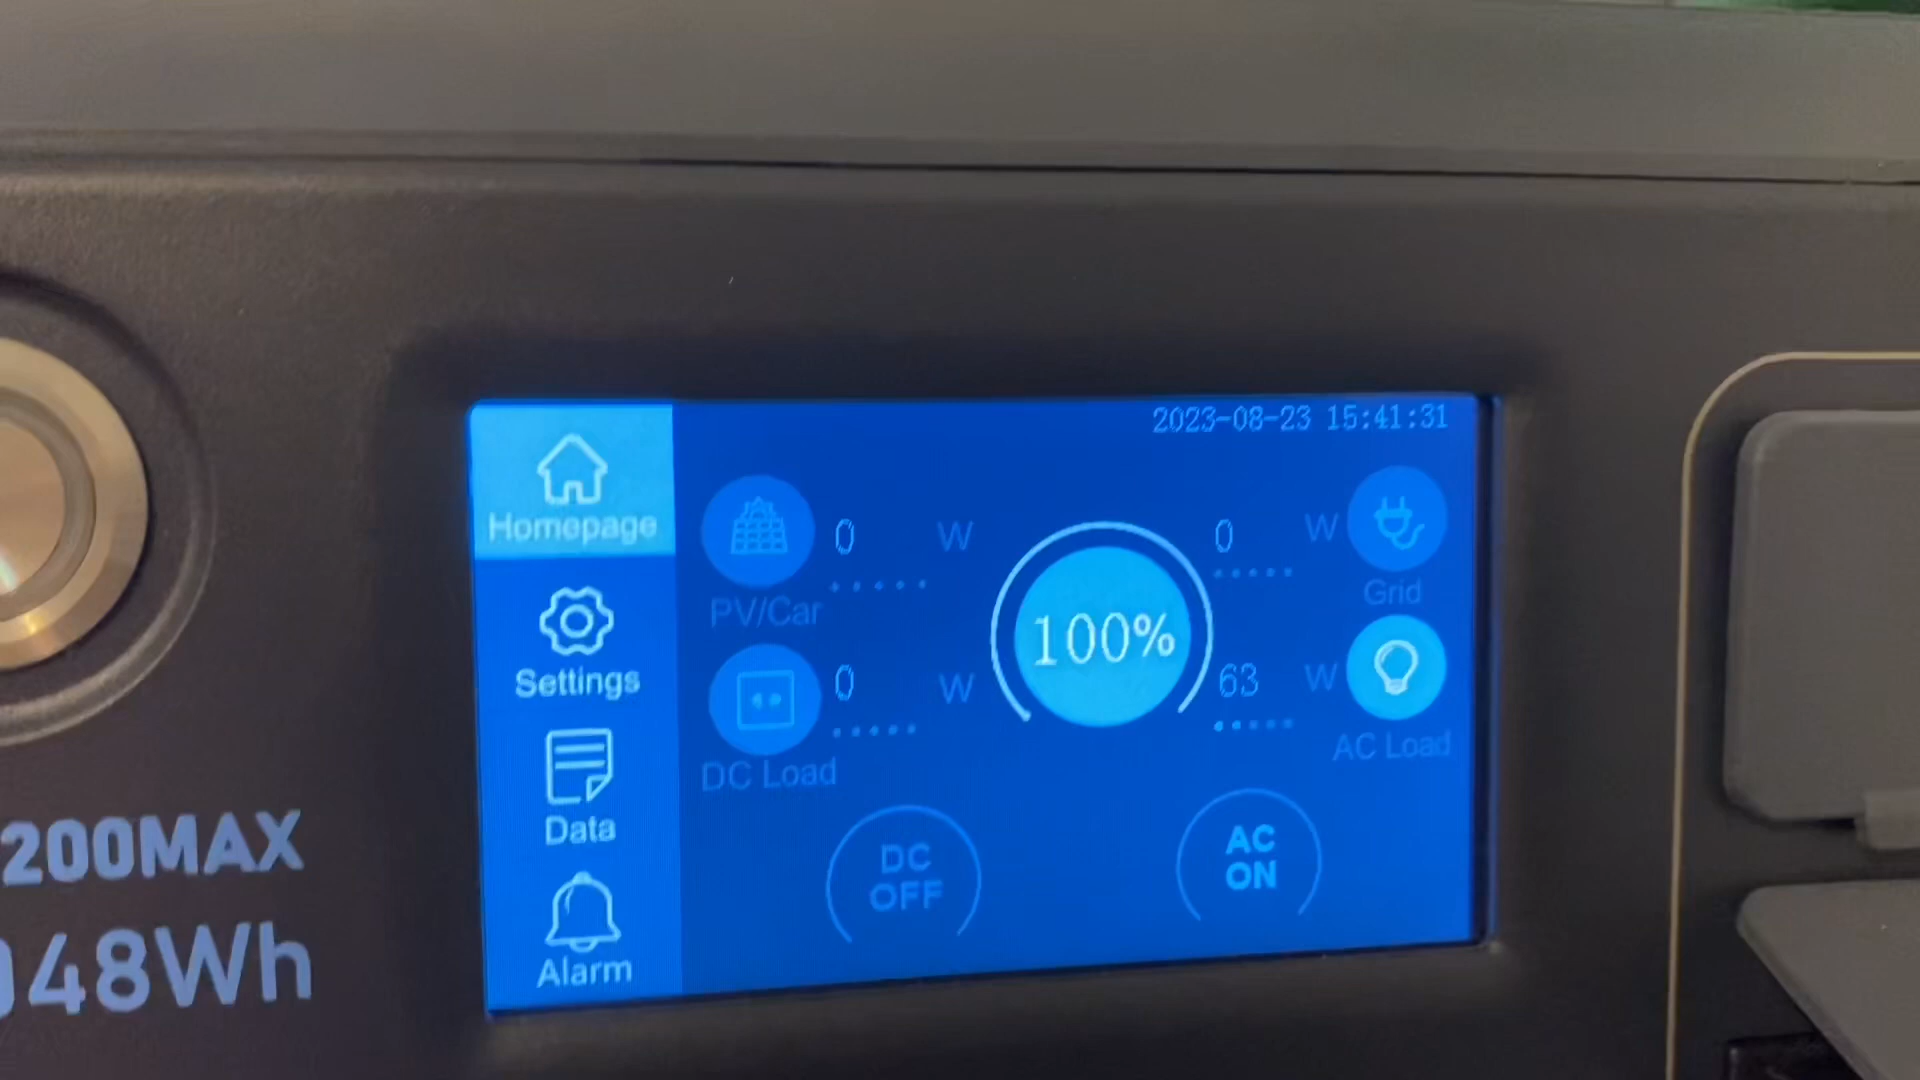 2023-08-23 15:41:31
Homepage
Settings
Data
Alarm
0 W
PV/Car
0 W
DC Load
100%
0 W
Grid
63 W
AC Load
DC
OFF
AC
ON
200MAX
048Wh